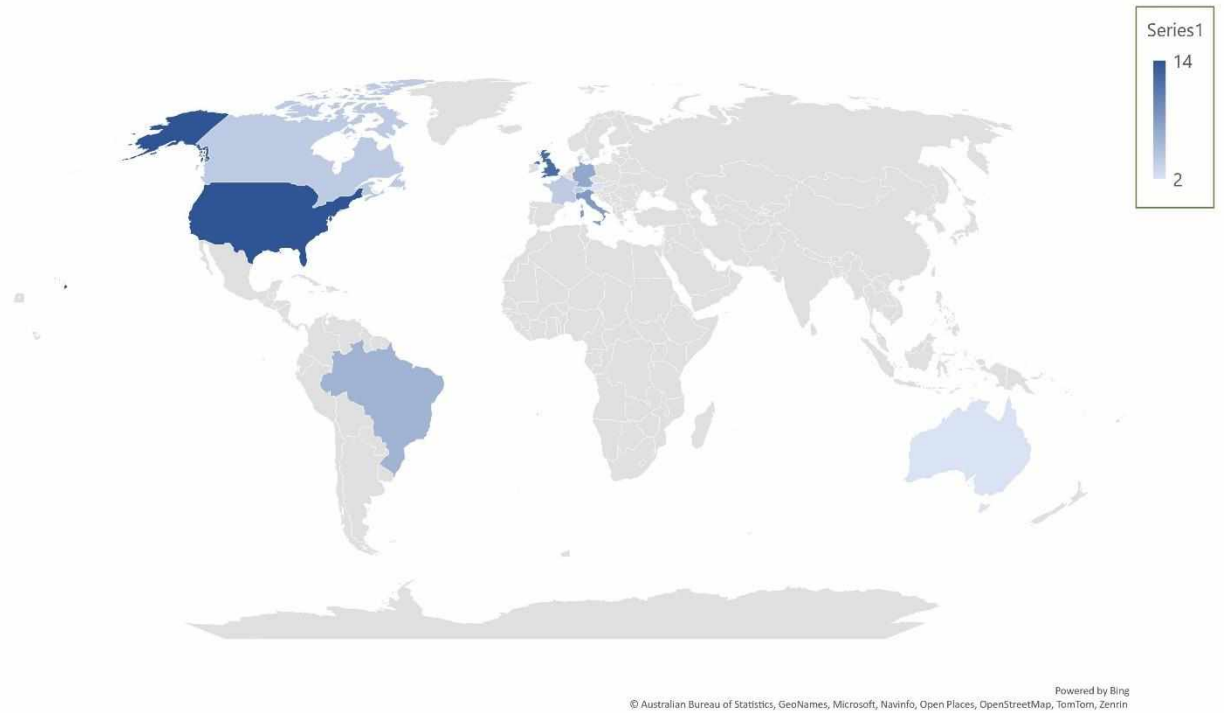 Series1
14
2
Powered by Bing
© Australian Bureau of Statistics, GeoNames, Microsoft, Navinfo, Open Places, OpenStreetMap, TomTom, Zenrin